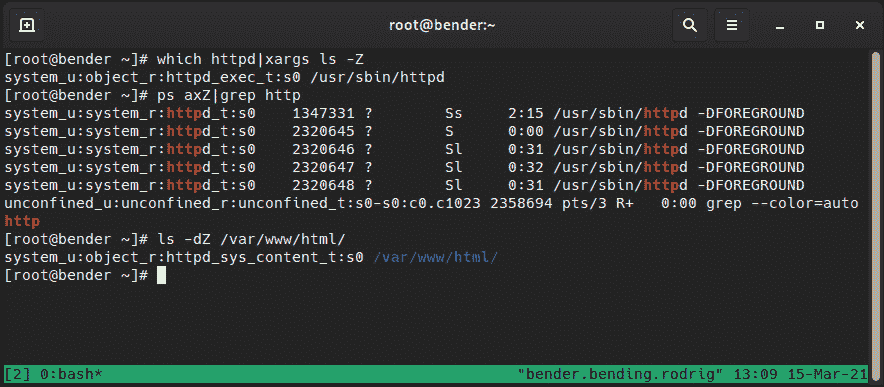 root@bender:~
[root@bender ~]# which httpd|xargs ls -Z
system_u:object_r:httpd_exec_t:s0 /usr/sbin/httpd
[root@bender ~]# ps axZ|grep http
system_u:system_r:httpd_t:s0    1347331 ?        Ss     2:15 /usr/sbin/httpd -DFOREGROUND
system_u:system_r:httpd_t:s0    2320645 ?        S      0:00 /usr/sbin/httpd -DFOREGROUND
system_u:system_r:httpd_t:s0    2320646 ?        Sl     0:31 /usr/sbin/httpd -DFOREGROUND
system_u:system_r:httpd_t:s0    2320647 ?        Sl     0:32 /usr/sbin/httpd -DFOREGROUND
system_u:system_r:httpd_t:s0    2320648 ?        Sl     0:31 /usr/sbin/httpd -DFOREGROUND
unconfined_u:unconfined_r:unconfined_t:s0-s0:c0.c1023 2358694 pts/3 R+   0:00 grep --color=auto
http
[root@bender ~]# ls -dZ /var/www/html/
system_u:object_r:httpd_sys_content_t:s0 /var/www/html/
[root@bender ~]#
[2] 0:bash* "bender.bending.rodrig" 13:09 15-Mar-21